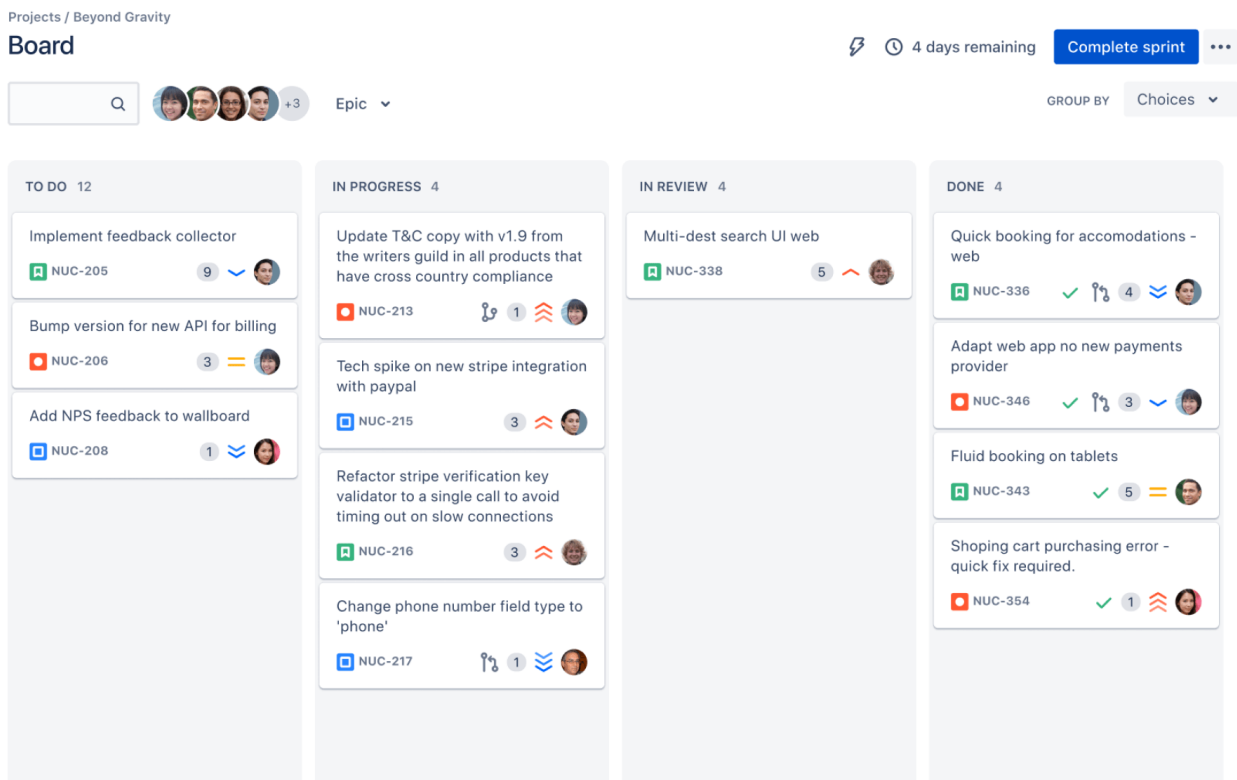 Projects / Beyond Gravity
Board
4 days remaining
Complete sprint
+3
Epic
GROUP BY
Choices
TO DO 12
Implement feedback collector
NUC-205
9
Bump version for new API for billing
NUC-206
3
Add NPS feedback to wallboard
NUC-208
1
IN PROGRESS 4
Update T&C copy with v1.9 from
the writers guild in all products that
have cross country compliance
NUC-213
1
Tech spike on new stripe integration
with paypal
NUC-215
3
Refactor stripe verification key
validator to a single call to avoid
timing out on slow connections
NUC-216
3
Change phone number field type to
'phone'
NUC-217
1
IN REVIEW 4
Multi-dest search UI web
NUC-338
5
DONE 4
Quick booking for accomodations -
web
NUC-336
4
Adapt web app no new payments
provider
NUC-346
3
Fluid booking on tablets
NUC-343
5
Shoping cart purchasing error -
quick fix required.
NUC-354
1